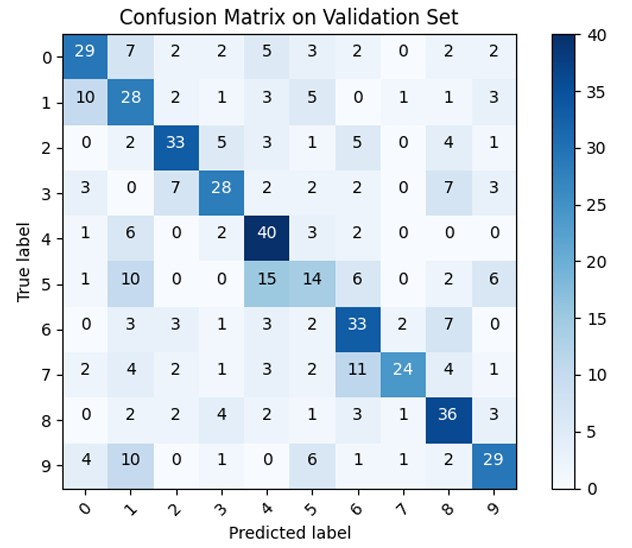 Confusion Matrix on Validation Set
0 29 7 2 2 5 3 2 0 2 2
1 10 28 2 1 3 5 0 1 1 3
2 0 2 33 5 3 1 5 0 4 1
3 3 0 7 28 2 2 2 0 7 3
4 1 6 0 2 40 3 2 0 0 0
5 1 10 0 0 15 14 6 0 2 6
6 0 3 3 1 3 2 33 2 7 0
7 2 4 2 1 3 2 11 24 4 1
8 0 2 2 4 2 1 3 1 36 3
9 4 10 0 1 0 6 1 1 2 29
0 1 2 3 4 5 6 7 8 9
True label
Predicted label
40
35
30
25
20
15
10
5
0